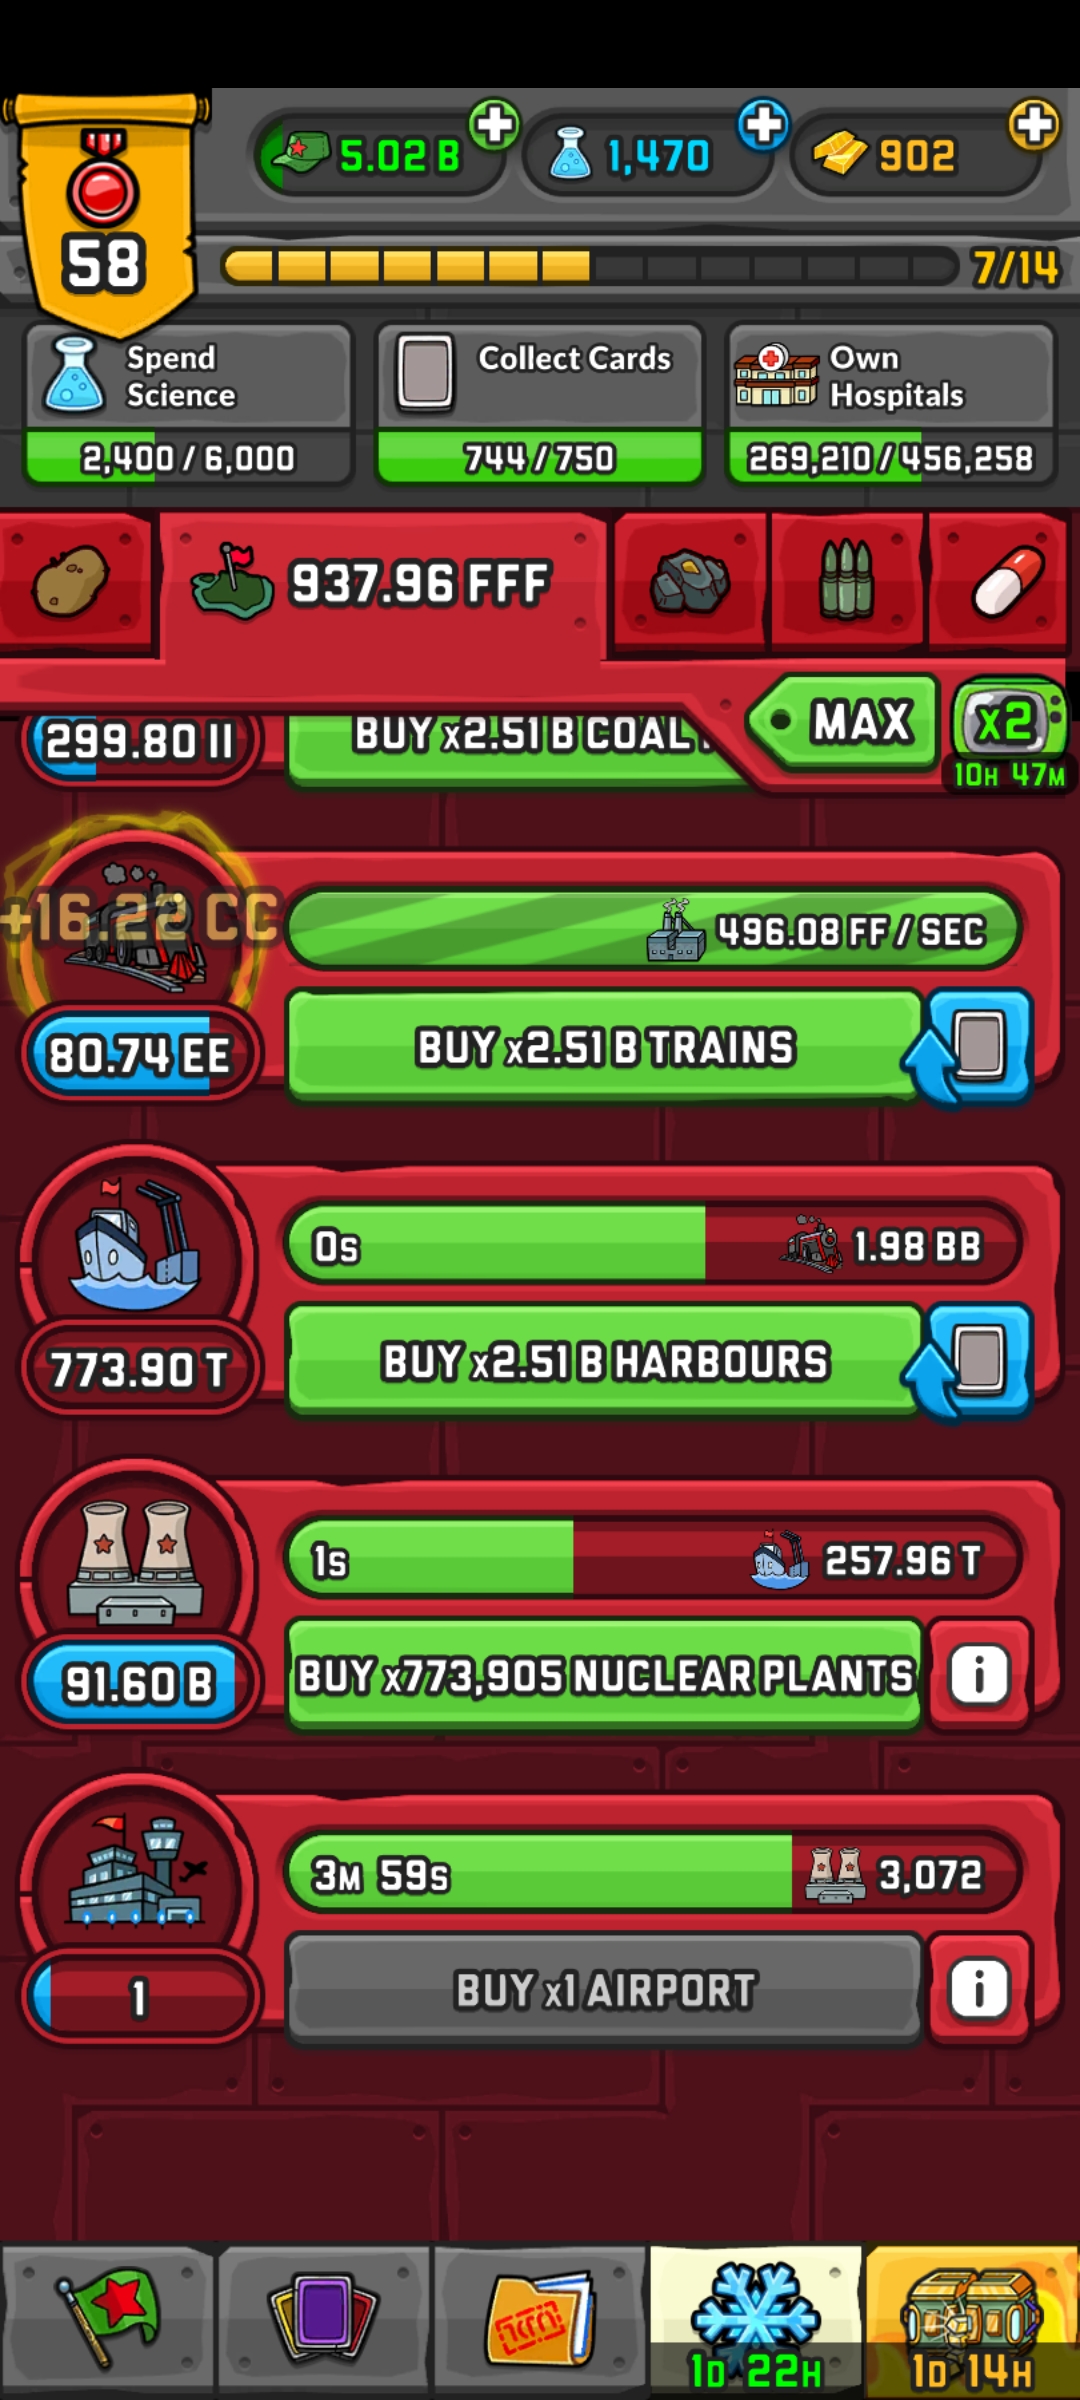 58
5.02 B
1,470
902
7/14
Spend Science
2,400 / 6,000
Collect Cards
744 / 750
Own Hospitals
269,210 / 456,258
937.96 FFF
MAX
x2
10H 47M
299.80 II
BUY x2.51 B COAL
+16.22 CC
496.08 FF / SEC
80.74 EE
BUY x2.51 B TRAINS
0s
1.98 BB
773.90 T
BUY x2.51 B HARBOURS
1s
257.96 T
91.60 B
BUY x773,905 NUCLEAR PLANTS
3M 59s
3,072
1
BUY x1 AIRPORT
1D 22H
1D 14H